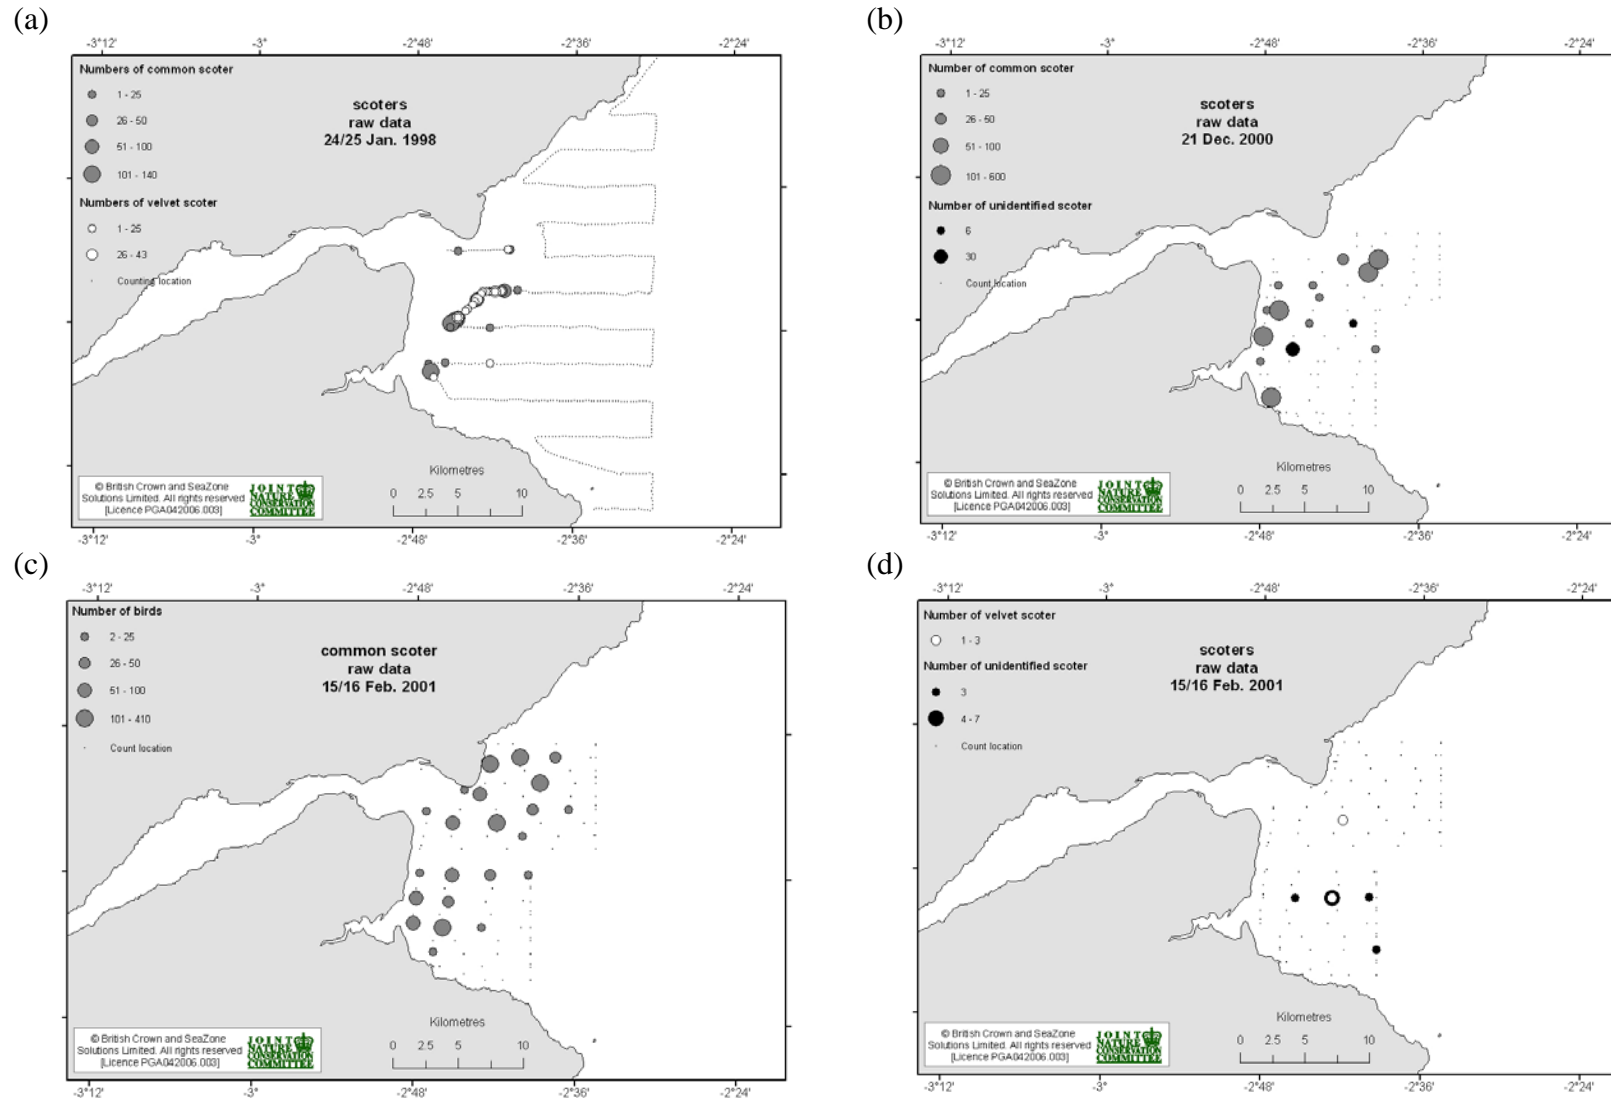 (a)
-3°12'
-3°
-2°48'
-2°36'
-2°24'
Numbers of common scoter
1 - 25
26 - 50
51 - 100
101 - 140
Numbers of velvet scoter
1 - 25
26 - 43
Counting location
scoters
raw data
24/25 Jan. 1998
Kilometres
0 2.5 5 10
© British Crown and SeaZone
Solutions Limited. All rights reserved
[Licence PGA042006.003]
JOINT
NATURE
CONSERVATION
COMMITTEE
-3°12'
-3°
-2°48'
-2°36'
-2°24'
(b)
-3°12'
-3°
-2°48'
-2°36'
-2°24'
Number of common scoter
1 - 25
26 - 50
51 - 100
101 - 600
Number of unidentified scoter
6
30
Count location
scoters
raw data
21 Dec. 2000
Kilometres
0 2.5 5 10
© British Crown and SeaZone
Solutions Limited. All rights reserved
[Licence PGA042006.003]
JOINT
NATURE
CONSERVATION
COMMITTEE
-3°12'
-3°
-2°48'
-2°36'
-2°24'
(c)
-3°12'
-3°
-2°48'
-2°36'
-2°24'
Number of birds
2 - 25
26 - 50
51 - 100
101 - 410
Count location
common scoter
raw data
15/16 Feb. 2001
Kilometres
0 2.5 5 10
© British Crown and SeaZone
Solutions Limited. All rights reserved
[Licence PGA042006.003]
JOINT
NATURE
CONSERVATION
COMMITTEE
-3°12'
-3°
-2°48'
-2°36'
-2°24'
(d)
-3°12'
-3°
-2°48'
-2°36'
-2°24'
Number of velvet scoter
1 - 3
Number of unidentified scoter
3
4 - 7
Count location
scoters
raw data
15/16 Feb. 2001
Kilometres
0 2.5 5 10
© British Crown and SeaZone
Solutions Limited. All rights reserved
[Licence PGA042006.003]
JOINT
NATURE
CONSERVATION
COMMITTEE
-3°12'
-3°
-2°48'
-2°36'
-2°24'